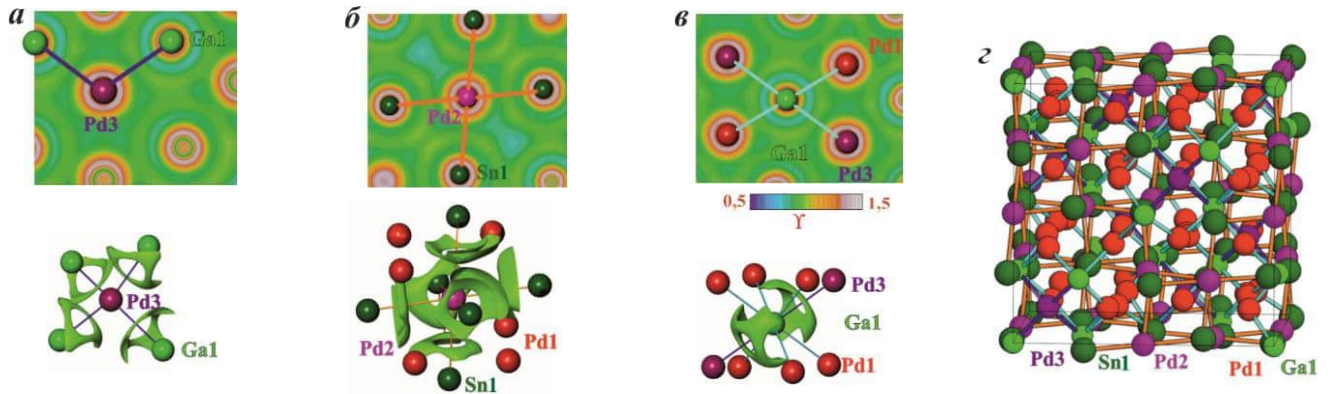 а
Ga1
Pd3
б
Pd2
Sn1
в
Pd1
Ga1
Pd3
0,5
1,5
ϒ
г
Pd3
Ga1
Pd2
Pd1
Sn1
Pd3
Ga1
Pd1
Pd3 Sn1 Pd2 Pd1 Ga1